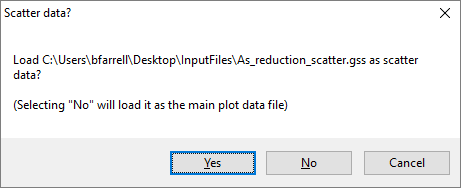 Scatter data?
Load C:\Users\bfarrell\Desktop\InputFiles\As_reduction_scatter.gss as scatter
data?
(Selecting "No" will load it as the main plot data file)
Yes
No
Cancel